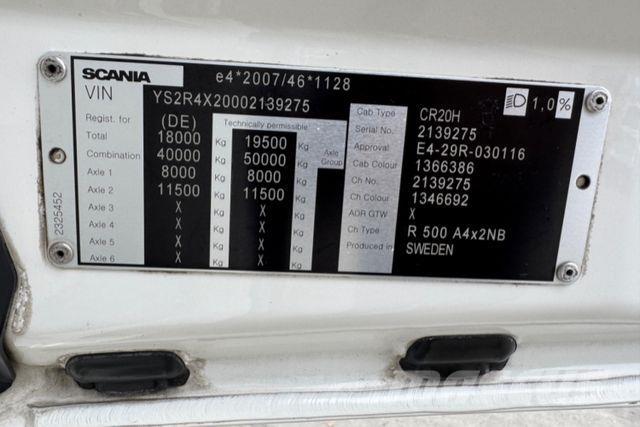 SCANIA e4*2007/46*1128
VIN YS2R4X20002139275
1,0%
Regist. for (DE) Technically permissible
Total 18000 Kg 19500 Kg
Combination 40000 Kg 50000 Kg Axle Group
Axle 1 8000 Kg 8000 Kg
Axle 2 11500 Kg 11500 Kg
Axle 3 X Kg X Kg
Axle 4 X Kg X Kg
Axle 5 X Kg X Kg
Axle 6 X Kg X Kg
Cab Type CR20H
Serial No. 2139275
Approval E4-29R-030116
Cab Colour 1366386
Ch No. 2139275
Ch Colour 1346692
ADR GTW X
Ch Type R 500 A4x2NB
Produced in SWEDEN
2325452